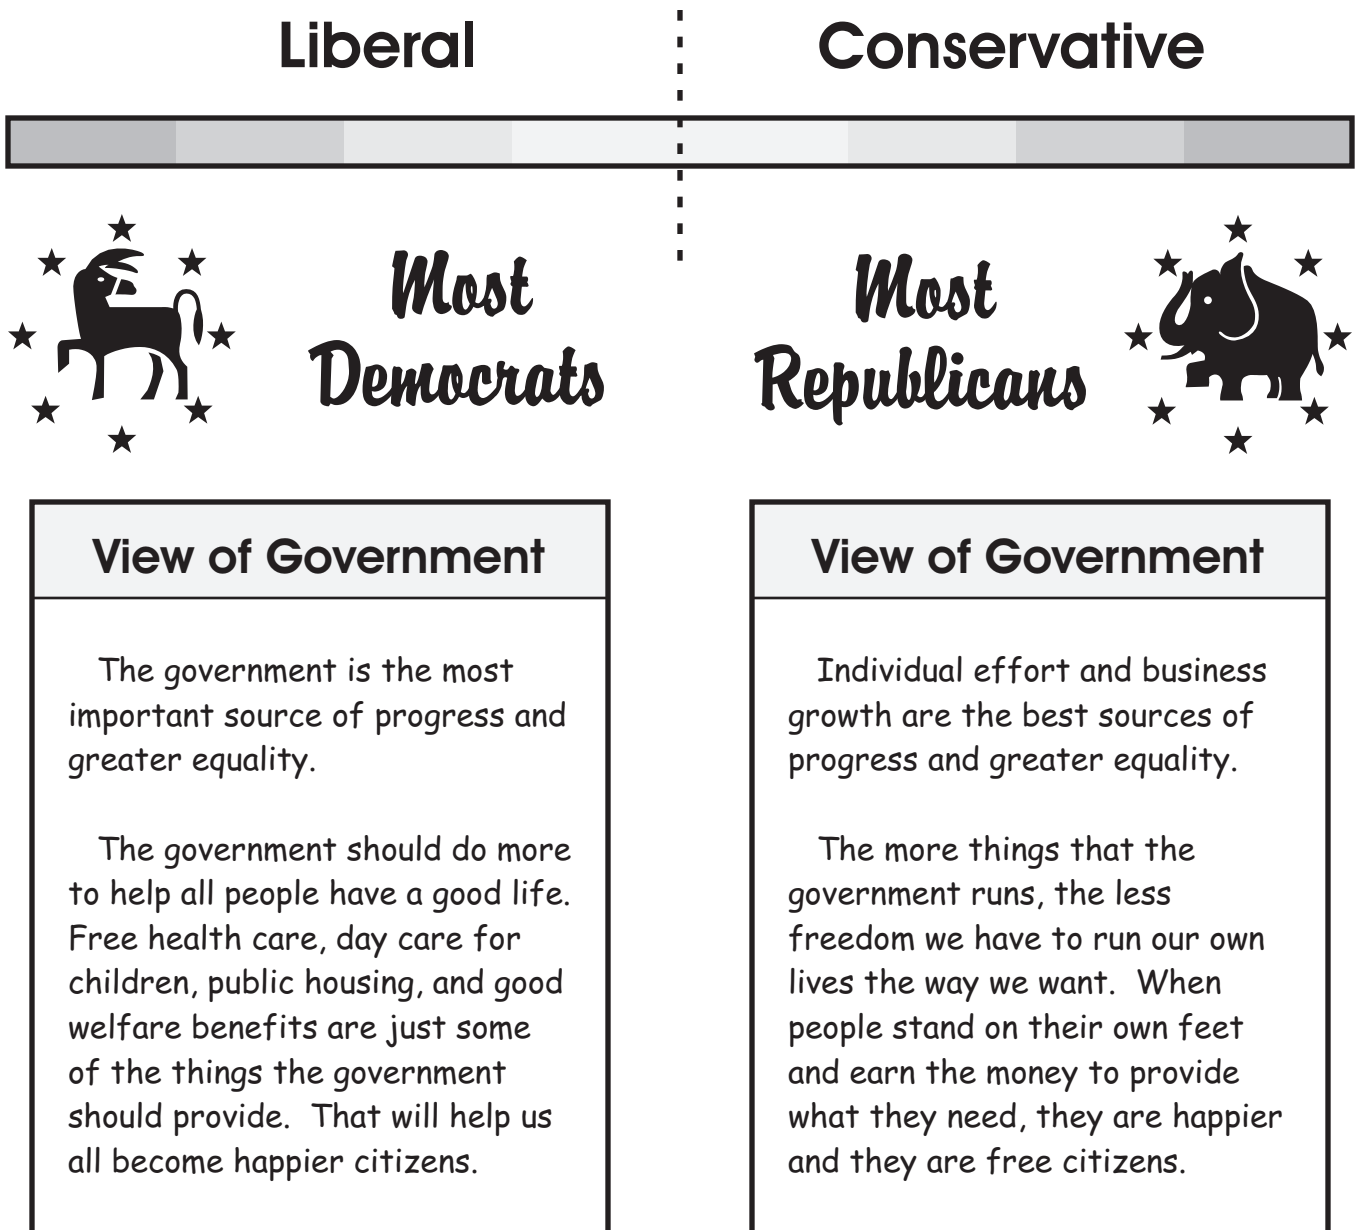 Liberal
Conservative
Most
Democrats
Most
Republicans
View of Government
The government is the most
important source of progress and
greater equality.
The government should do more
to help all people have a good life.
Free health care, day care for
children, public housing, and good
welfare benefits are just some
of the things the government
should provide.  That will help us
all become happier citizens.
View of Government
Individual effort and business
growth are the best sources of
progress and greater equality.
The more things that the
government runs, the less
freedom we have to run our own
lives the way we want.  When
people stand on their own feet
and earn the money to provide
what they need, they are happier
and they are free citizens.